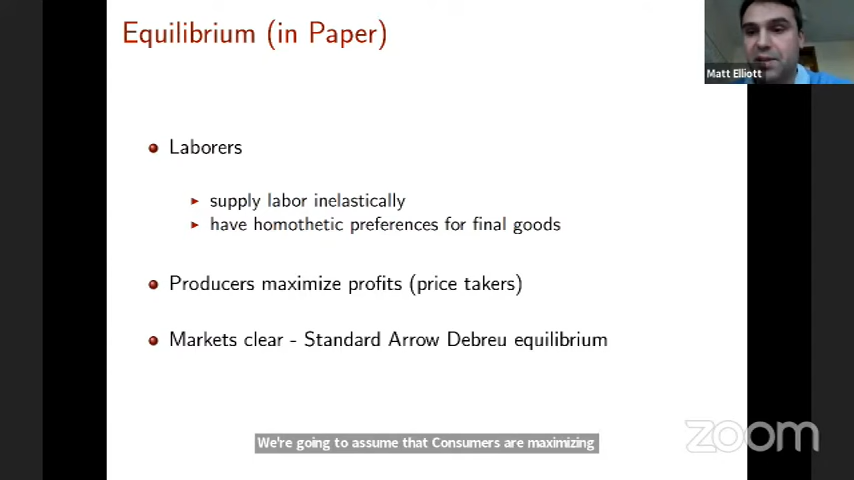 Equilibrium (in Paper)
Matt Elliott
Laborers
supply labor inelastically
have homothetic preferences for final goods
Producers maximize profits (price takers)
Markets clear - Standard Arrow Debreu equilibrium
We're going to assume that Consumers are maximizing
zoom